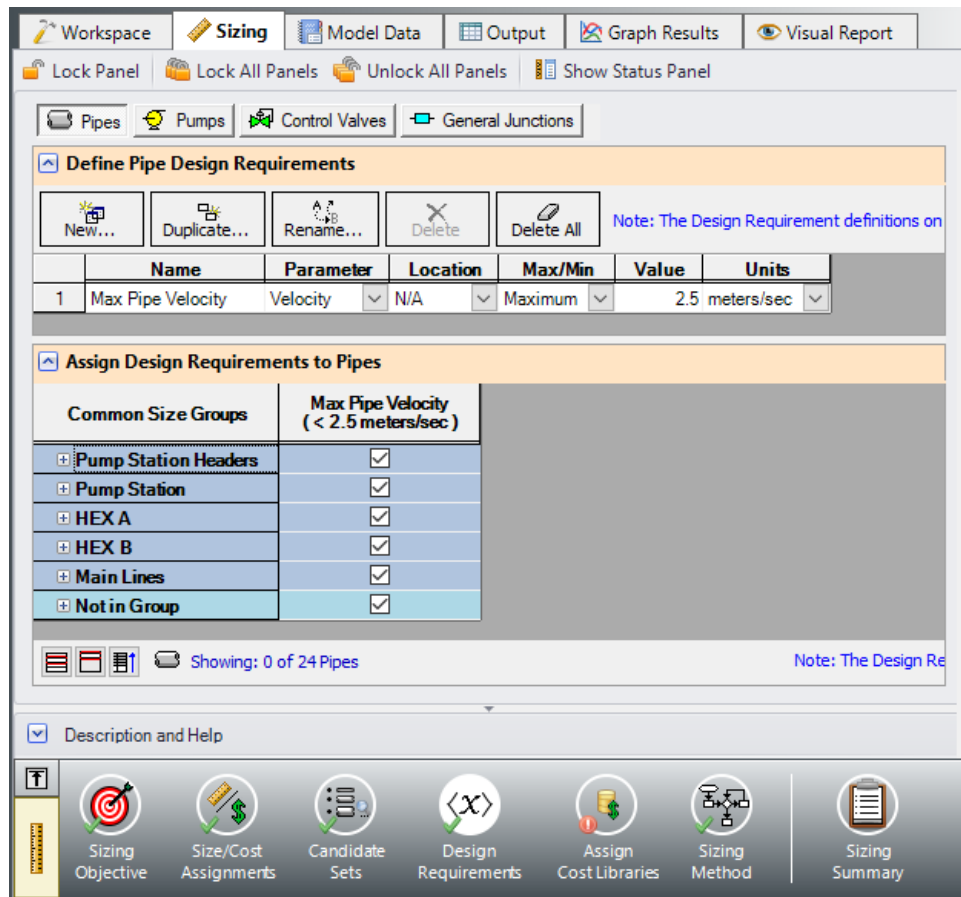 Workspace Sizing Model Data Output Graph Results Visual Report
Lock Panel Lock All Panels Unlock All Panels Show Status Panel
Pipes Pumps Control Valves General Junctions
Define Pipe Design Requirements
New... Duplicate... Rename... Delete Delete All Note: The Design Requirement definitions on
Name Parameter Location Max/Min Value Units
1 Max Pipe Velocity Velocity N/A Maximum 2.5 meters/sec
Assign Design Requirements to Pipes
Common Size Groups
Max Pipe Velocity
( < 2.5 meters/sec )
Pump Station Headers
Pump Station
HEX A
HEX B
Main Lines
Not in Group
Showing: 0 of 24 Pipes Note: The Design Re
Description and Help
Sizing
Objective
Size/Cost
Assignments
Candidate
Sets
Design
Requirements
Assign
Cost Libraries
Sizing
Method
Sizing
Summary